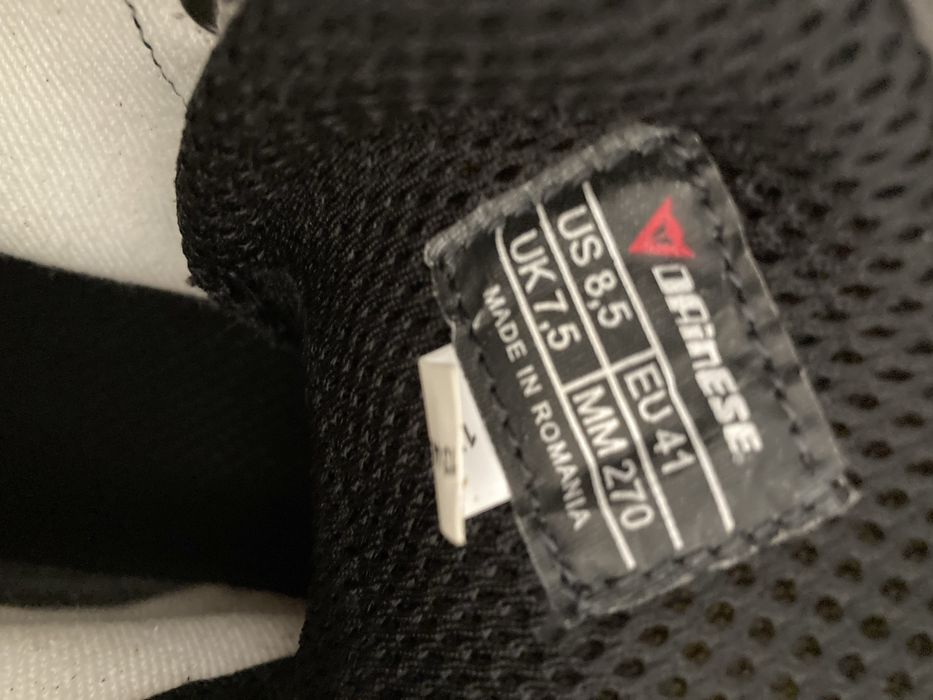 DAINESE
US 8,5 EU 41
UK 7,5 MM 270
MADE IN ROMANIA